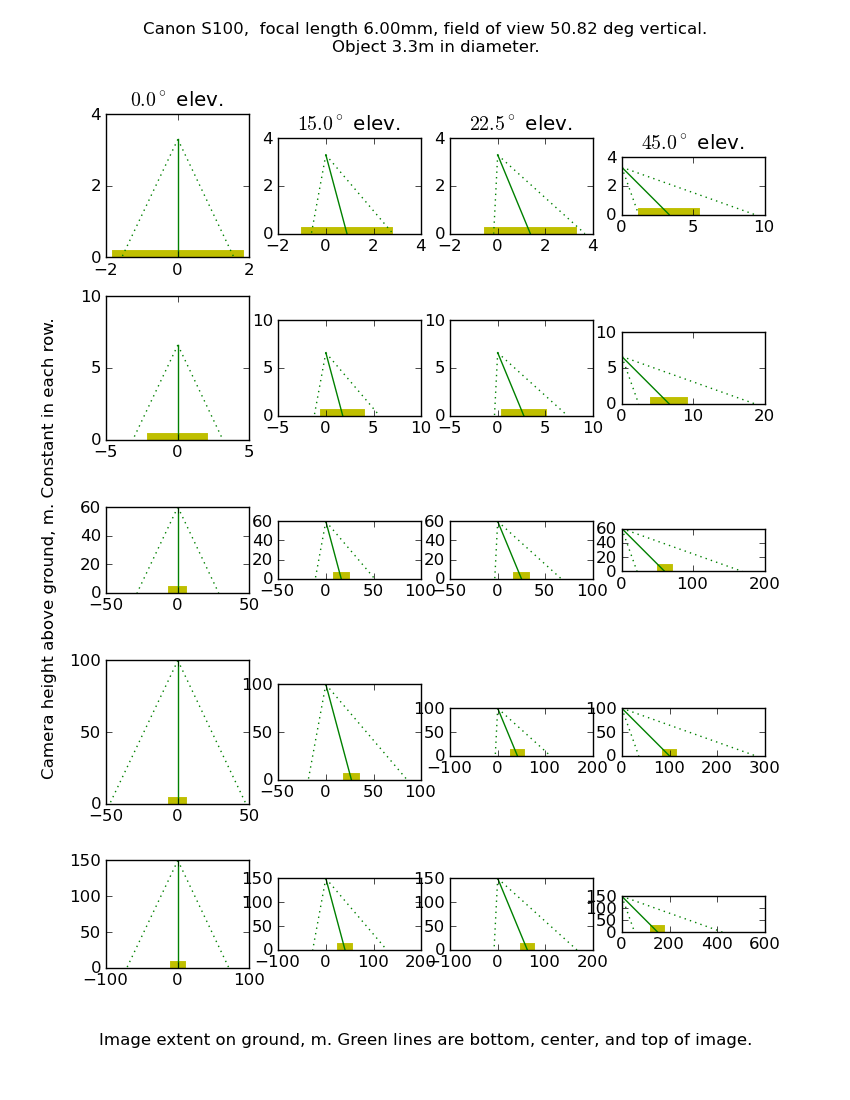 Canon S100,  focal length 6.00mm, field of view 50.82 deg vertical.
Object 3.3m in diameter.
0.0° elev.
15.0° elev.
22.5° elev.
45.0° elev.
4
2
0
−2 0 2
4
2
0
−2 0 2 4
4
2
0
−2 0 2 4
4
2
0
0 5 10
10
5
0
−5 0 5
10
5
0
−5 0 5 10
10
5
0
−5 0 5 10
10
5
0
0 10 20
60
40
20
0
−50 0 50
60
40
20
0
−50 0 50 100
60
40
20
0
−50 0 50 100
60
40
20
0
0 100 200
100
50
0
−50 0 50
100
50
0
−50 0 50 100
100
50
0
−100 0 100 200
100
50
0
0 100 200 300
150
100
50
0
−100 0 100
150
100
50
0
−100 0 100 200
150
100
50
0
−100 0 100 200
150
100
50
0
0 200 400 600
Camera height above ground, m. Constant in each row.
Image extent on ground, m. Green lines are bottom, center, and top of image.